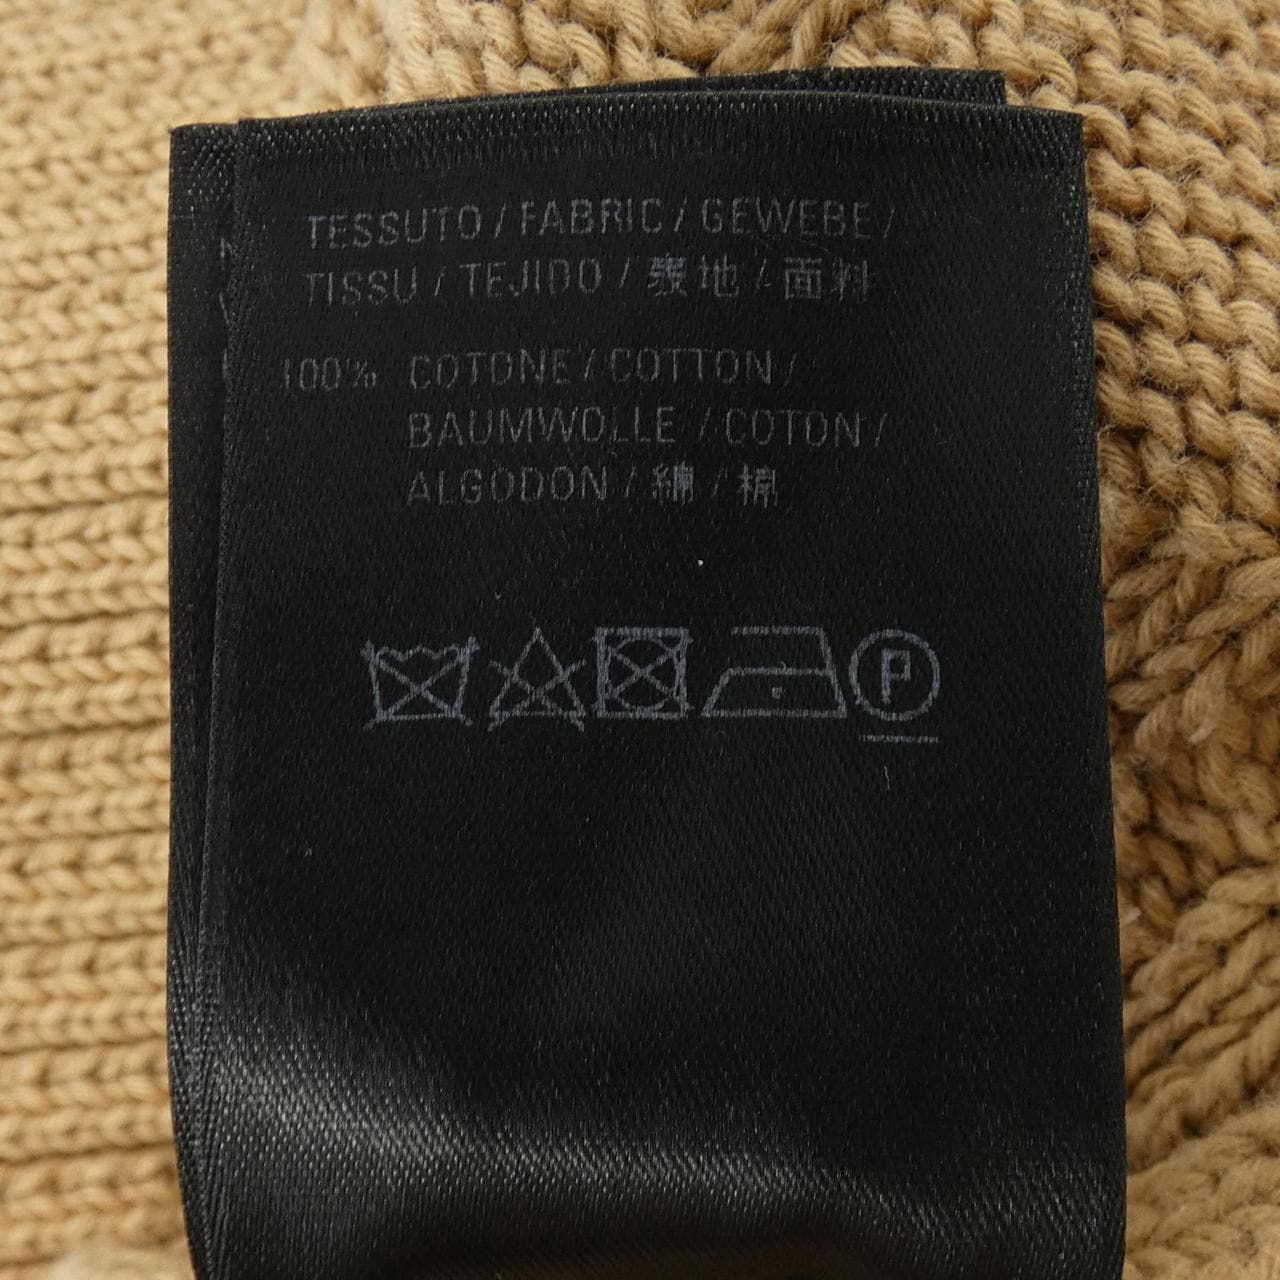 TESSUTO / FABRIC / GEWEBE /
TISSU / TEJIDO / 表地 / 面料
100% COTONE / COTTON /
BAUMWOLLE / COTON /
ALGODON / 綿 / 棉
P